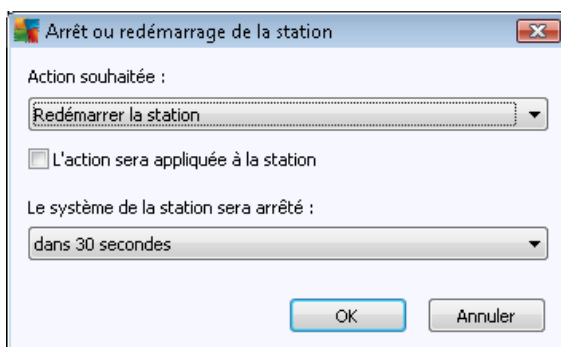 Arrêt ou redémarrage de la station
Action souhaitée :
Redémarrer la station
L'action sera appliquée à la station
Le système de la station sera arrêté :
dans 30 secondes
OK
Annuler